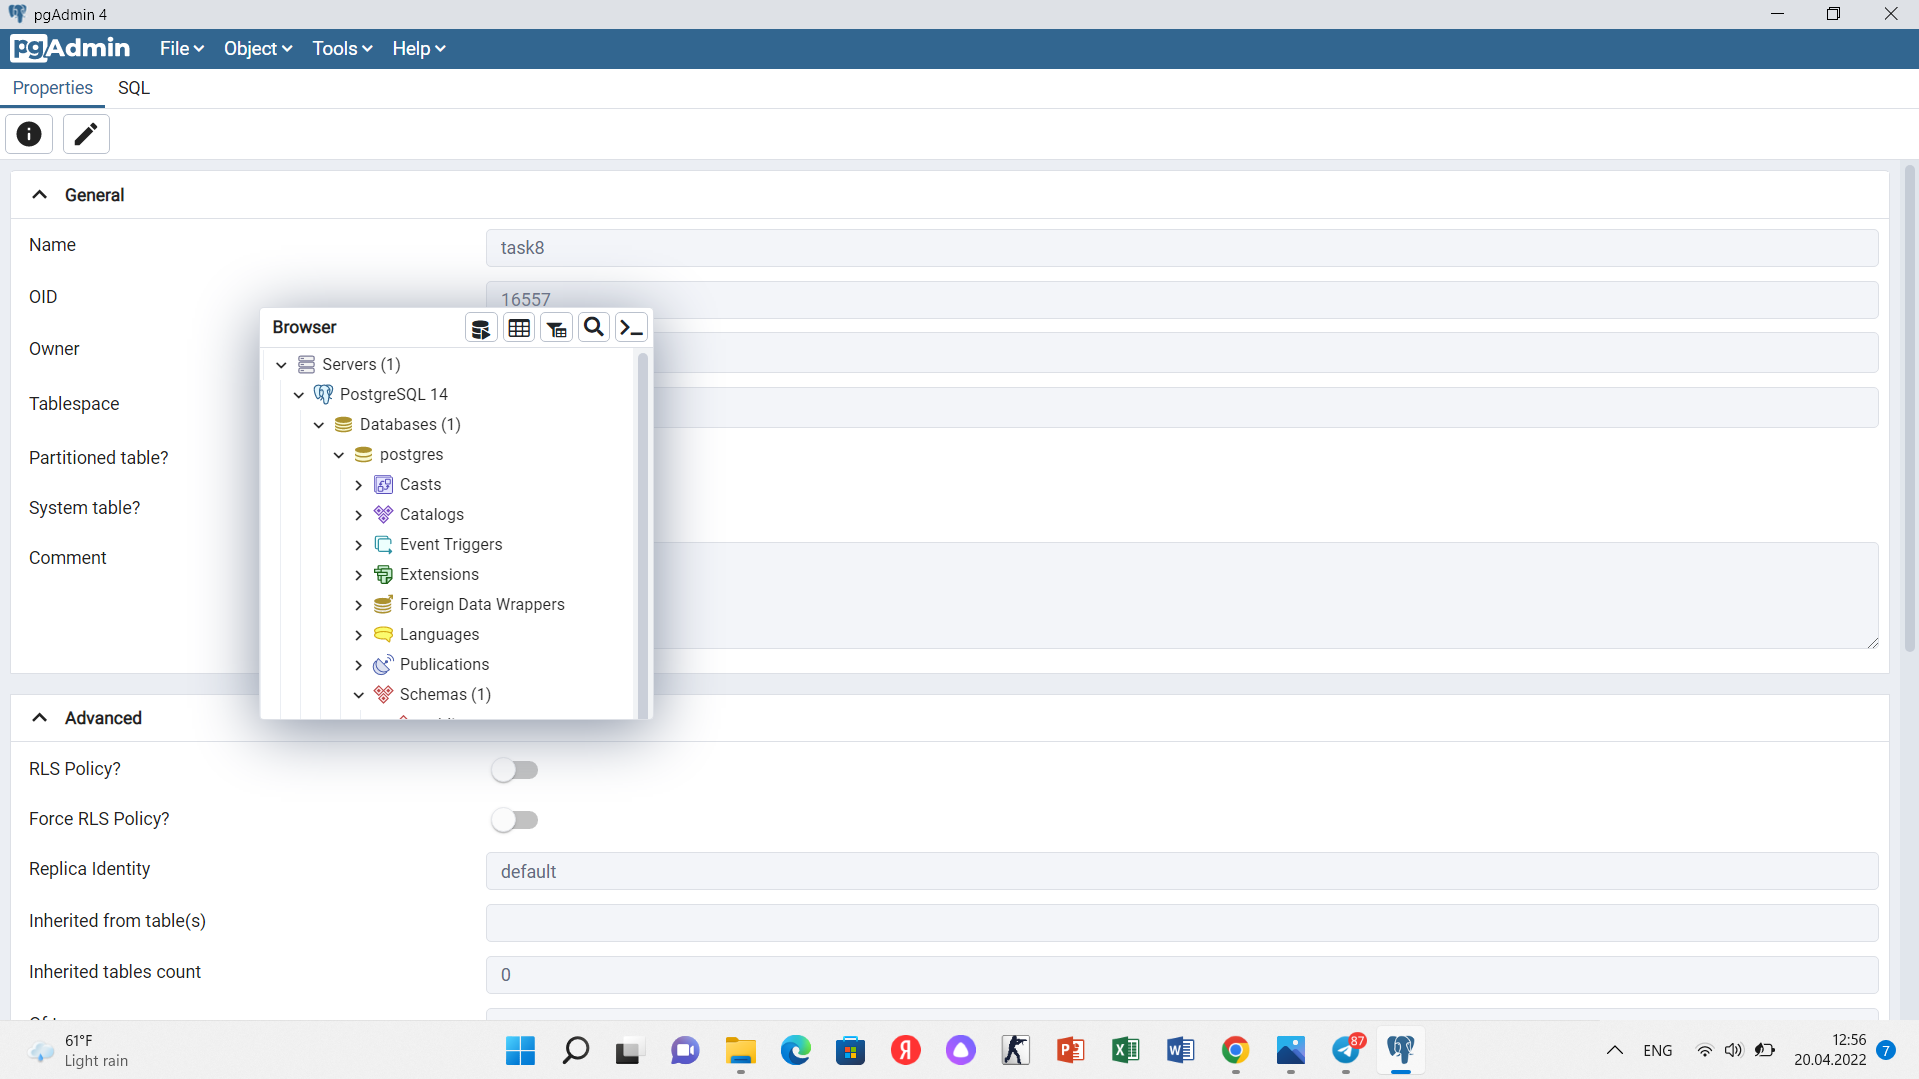 pgAdmin 4
pgAdmin File Object Tools Help
Properties SQL
General
Name task8
OID 16557
Owner
Tablespace
Partitioned table?
System table?
Comment
Browser
Servers (1)
PostgreSQL 14
Databases (1)
postgres
Casts
Catalogs
Event Triggers
Extensions
Foreign Data Wrappers
Languages
Publications
Schemas (1)
Advanced
RLS Policy?
Force RLS Policy?
Replica Identity default
Inherited from table(s)
Inherited tables count 0
61°F
Light rain
87
ENG
12:56
20.04.2022
7